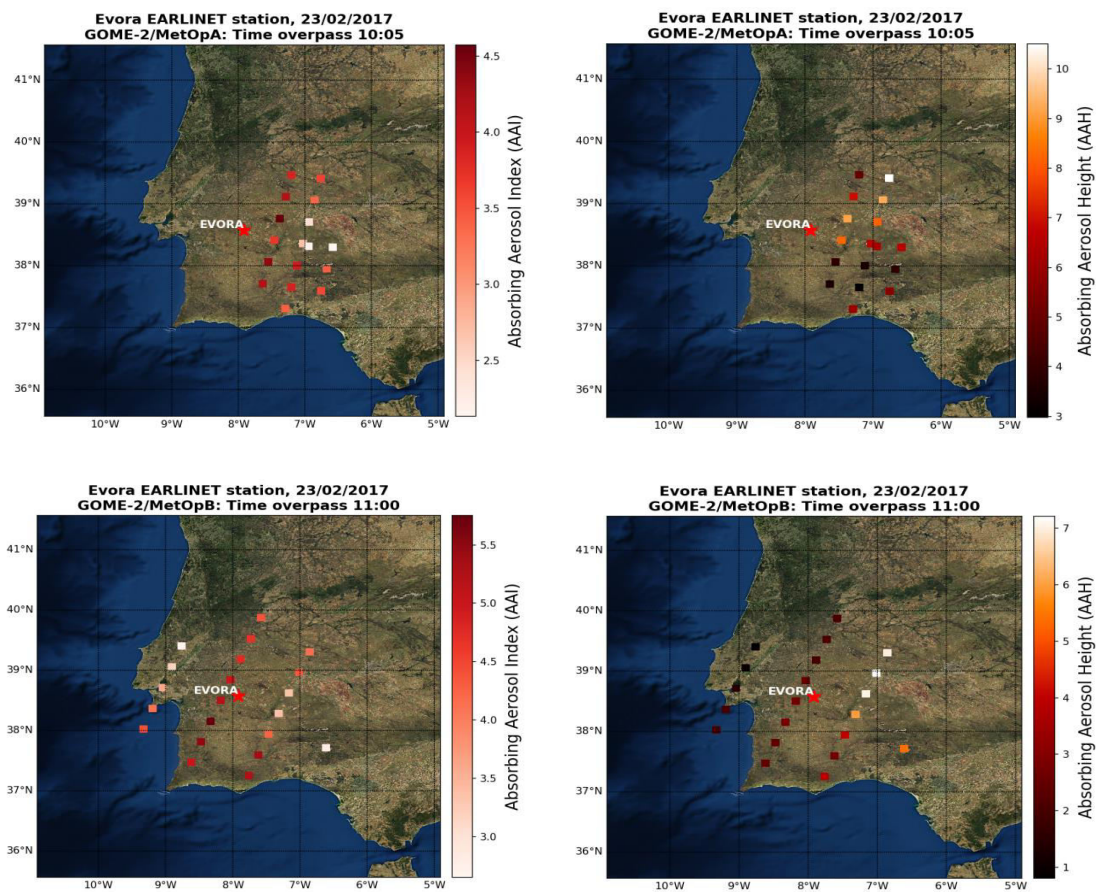 Evora EARLINET station, 23/02/2017
GOME-2/MetOpA: Time overpass 10:05
41°N
40°N
39°N
38°N
37°N
36°N
10°W 9°W 8°W 7°W 6°W 5°W
EVORA
4.5
4.0
3.5
3.0
2.5
Absorbing Aerosol Index (AAI)
Evora EARLINET station, 23/02/2017
GOME-2/MetOpA: Time overpass 10:05
41°N
40°N
39°N
38°N
37°N
36°N
10°W 9°W 8°W 7°W 6°W 5°W
EVORA
10
9
8
7
6
5
4
3
Absorbing Aerosol Height (AAH)
Evora EARLINET station, 23/02/2017
GOME-2/MetOpB: Time overpass 11:00
41°N
40°N
39°N
38°N
37°N
36°N
10°W 9°W 8°W 7°W 6°W 5°W
EVORA
5.5
5.0
4.5
4.0
3.5
3.0
Absorbing Aerosol Index (AAI)
Evora EARLINET station, 23/02/2017
GOME-2/MetOpB: Time overpass 11:00
41°N
40°N
39°N
38°N
37°N
36°N
10°W 9°W 8°W 7°W 6°W 5°W
EVORA
7
6
5
4
3
2
1
Absorbing Aerosol Height (AAH)